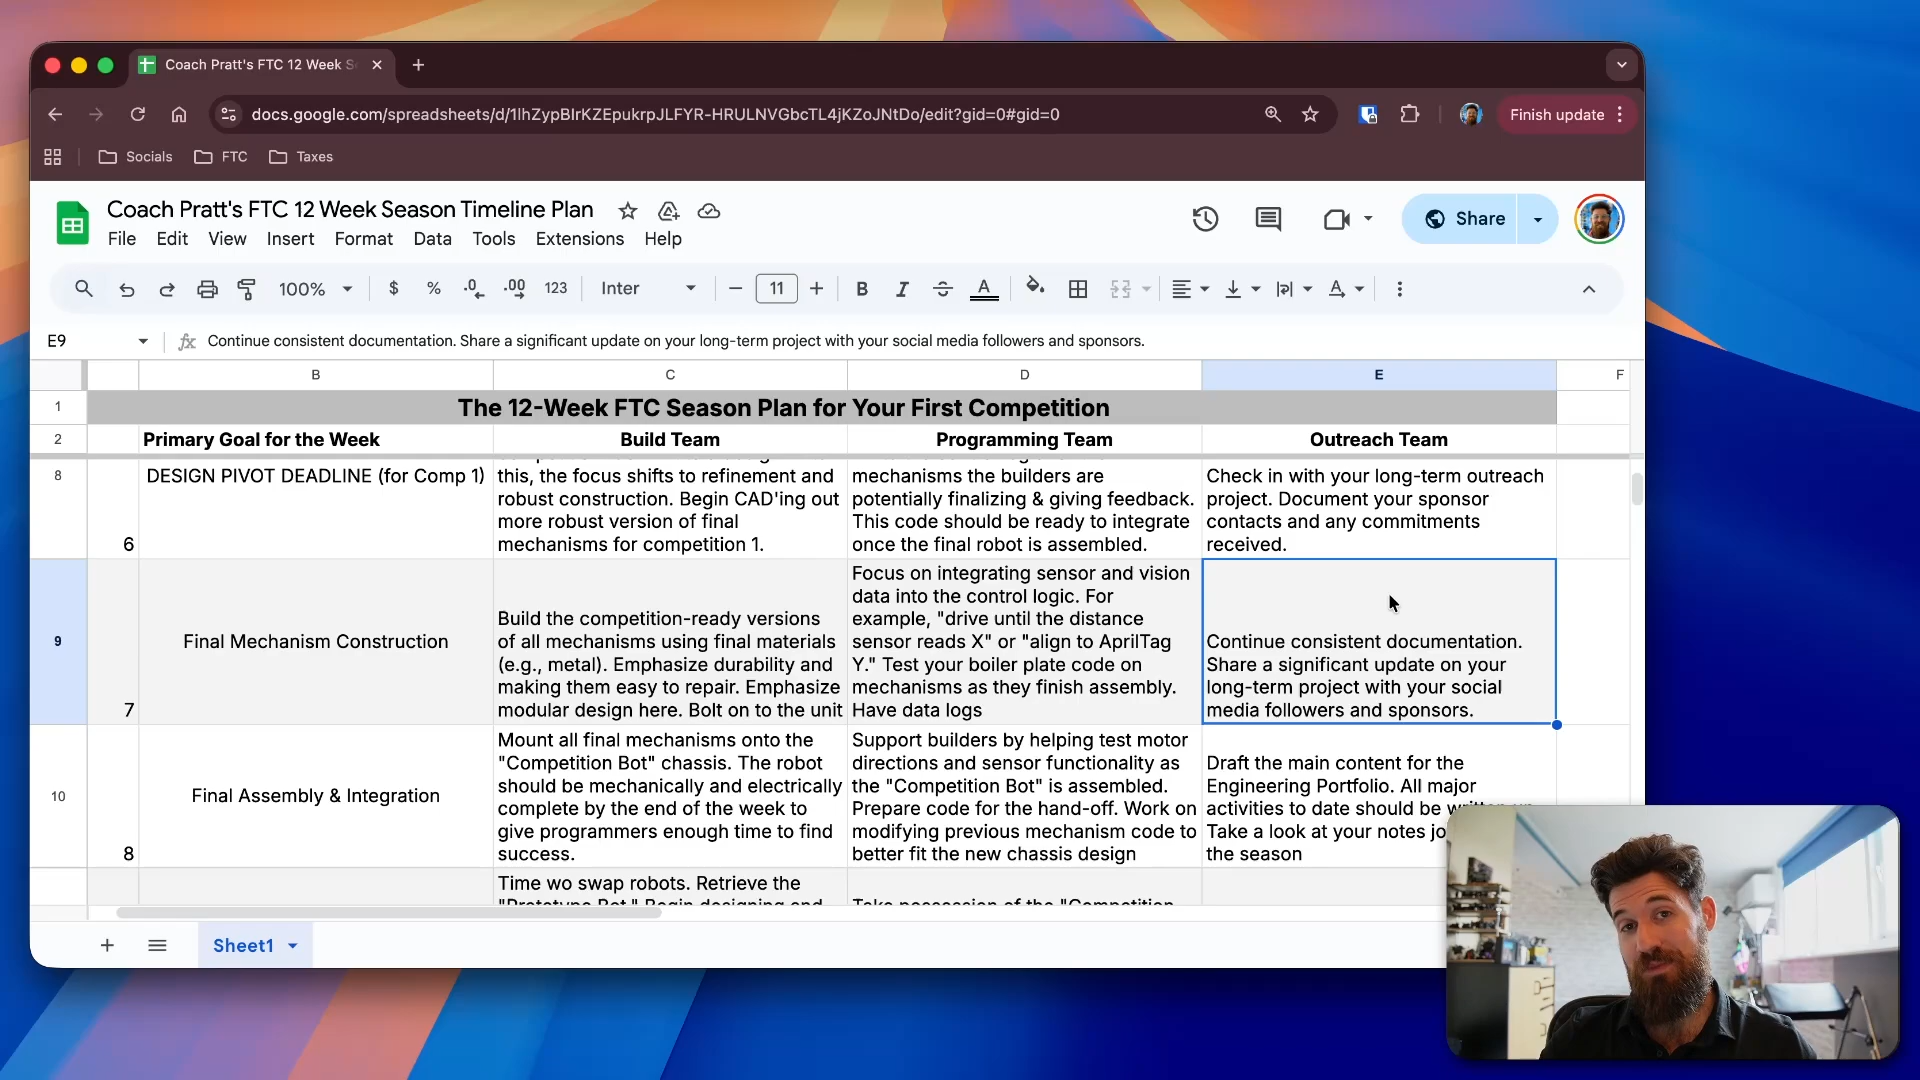 Coach Pratt's FTC 12 Week S
docs.google.com/spreadsheets/d/1lhZypBIrKZEpukrpJLFYR-HRULNVGbcTL4jKZoJNtDo/edit?gid=0#gid=0
Finish update
Socials FTC Taxes
Coach Pratt's FTC 12 Week Season Timeline Plan
File Edit View Insert Format Data Tools Extensions Help
Share
100% $ % .0 .00 123 Inter 11 B I A
E9 fx Continue consistent documentation. Share a significant update on your long-term project with your social media followers and sponsors.
B C D E F
1 The 12-Week FTC Season Plan for Your First Competition
2 Primary Goal for the Week Build Team Programming Team Outreach Team
8
6
DESIGN PIVOT DEADLINE (for Comp 1)
this, the focus shifts to refinement and
robust construction. Begin CAD'ing out
more robust version of final
mechanisms for competition 1.
mechanisms the builders are
potentially finalizing & giving feedback.
This code should be ready to integrate
once the final robot is assembled.
Check in with your long-term outreach
project. Document your sponsor
contacts and any commitments
received.
9
7
Final Mechanism Construction
Build the competition-ready versions
of all mechanisms using final materials
(e.g., metal). Emphasize durability and
making them easy to repair. Emphasize
modular design here. Bolt on to the unit
Focus on integrating sensor and vision
data into the control logic. For
example, "drive until the distance
sensor reads X" or "align to AprilTag
Y." Test your boiler plate code on
mechanisms as they finish assembly.
Have data logs
Continue consistent documentation.
Share a significant update on your
long-term project with your social
media followers and sponsors.
10
8
Final Assembly & Integration
Mount all final mechanisms onto the
"Competition Bot" chassis. The robot
should be mechanically and electrically
complete by the end of the week to
give programmers enough time to find
success.
Support builders by helping test motor
directions and sensor functionality as
the "Competition Bot" is assembled.
Prepare code for the hand-off. Work on
modifying previous mechanism code to
better fit the new chassis design
Draft the main content for the
Engineering Portfolio. All major
activities to date should be
Take a look at your notes
the season
Time wo swap robots. Retrieve the
"Prototype Bot." Begin designing and
Take possession of the "Competition
Sheet1